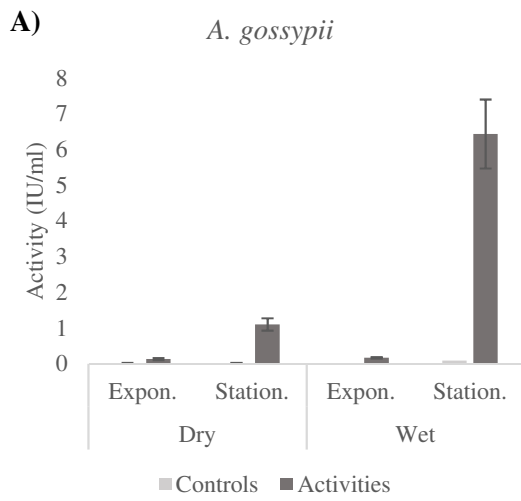 A)
A. gossypii
Activity (IU/ml)
8
7
6
5
4
3
2
1
0
Expon. Station. Expon. Station.
Dry Wet
Controls Activities